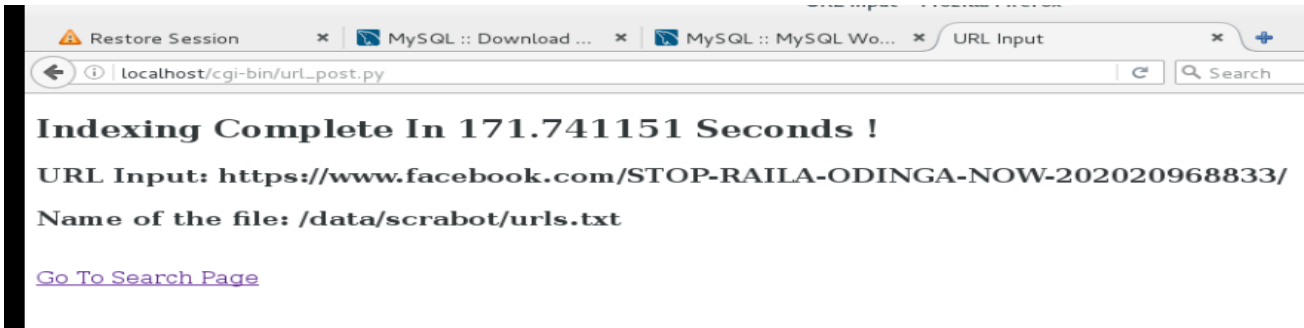 Restore Session × MySQL :: Download ... × MySQL :: MySQL Wo... × URL Input ×
localhost/cgi-bin/url_post.py Search
Indexing Complete In 171.741151 Seconds !
URL Input: https://www.facebook.com/STOP-RAILA-ODINGA-NOW-202020968833/
Name of the file: /data/scrabot/urls.txt
Go To Search Page